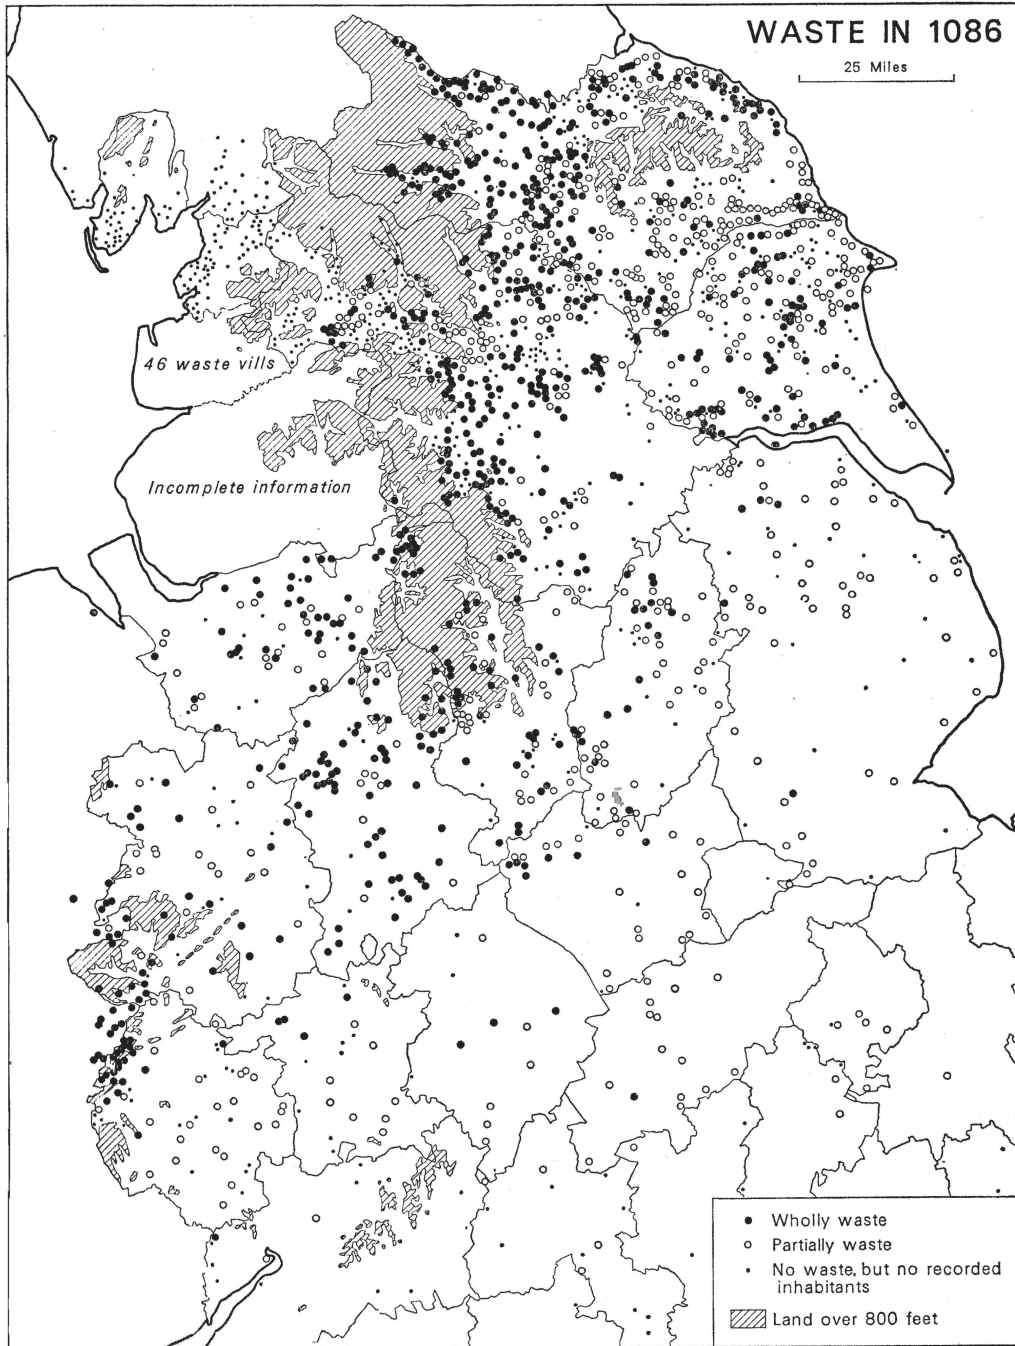 WASTE IN 1086
25 Miles
46 waste vills
Incomplete information
Wholly waste
Partially waste
No waste, but no recorded
inhabitants
Land over 800 feet